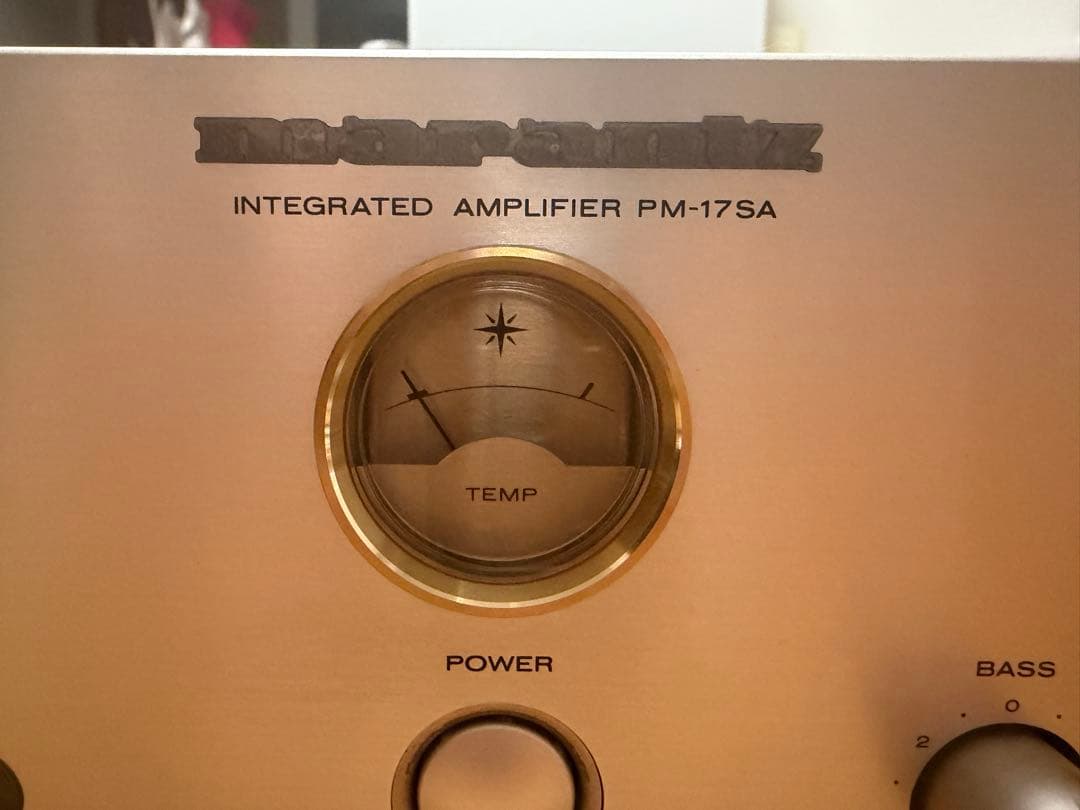 marantz
INTEGRATED AMPLIFIER PM-17SA
TEMP
POWER
BASS
0
2